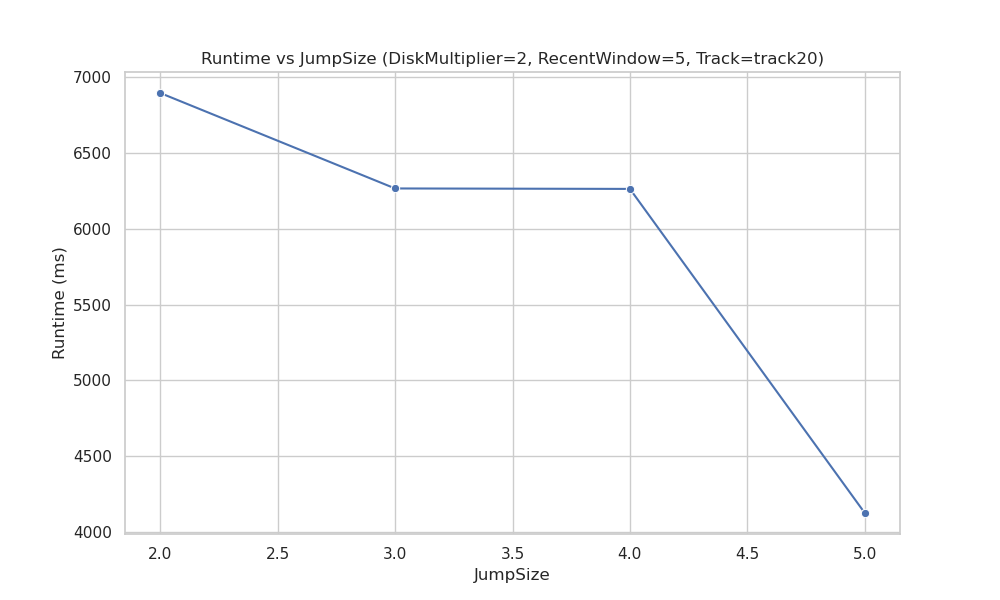 Runtime vs JumpSize (DiskMultiplier=2, RecentWindow=5, Track=track20)
7000
6500
6000
5500
5000
4500
4000
Runtime (ms)
2.0 2.5 3.0 3.5 4.0 4.5 5.0
JumpSize